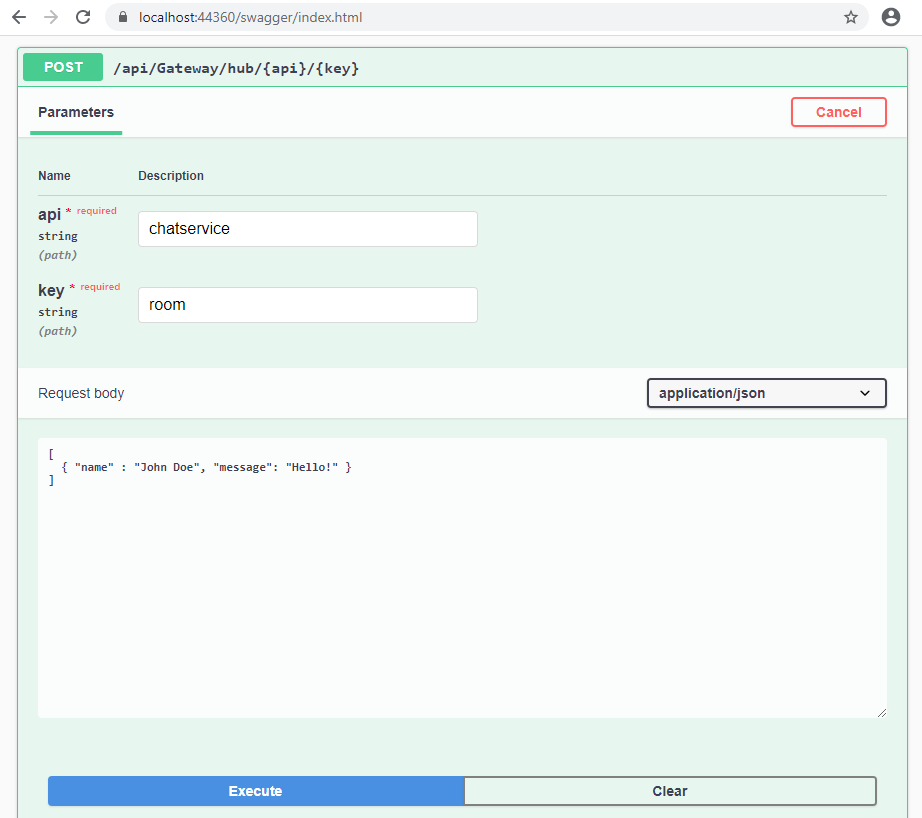 localhost:44360/swagger/index.html
POST /api/Gateway/hub/{api}/{key}
Parameters Cancel
Name Description
api * required
string
(path)
chatservice
key * required
string
(path)
room
Request body application/json
[
  { "name" : "John Doe", "message": "Hello!" }
]
Execute Clear